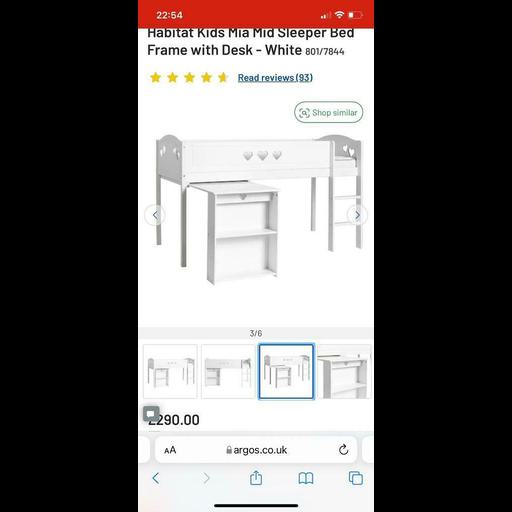 22:54
Habitat Kids Mia Mid Sleeper Bed
Frame with Desk - White 801/7844
Read reviews (93)
Shop similar
3/6
£290.00
AA argos.co.uk